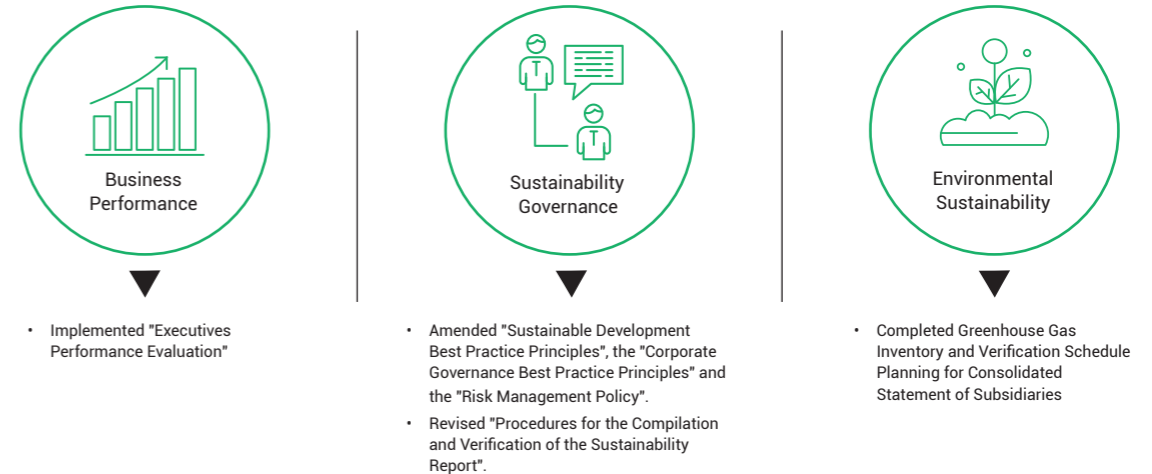 Business
Performance
• Implemented "Executives
Performance Evaluation"
Sustainability
Governance
• Amended "Sustainable Development
Best Practice Principles", the "Corporate
Governance Best Practice Principles" and
the "Risk Management Policy".
• Revised "Procedures for the Compilation
and Verification of the Sustainability
Report".
Environmental
Sustainability
• Completed Greenhouse Gas
Inventory and Verification Schedule
Planning for Consolidated
Statement of Subsidiaries